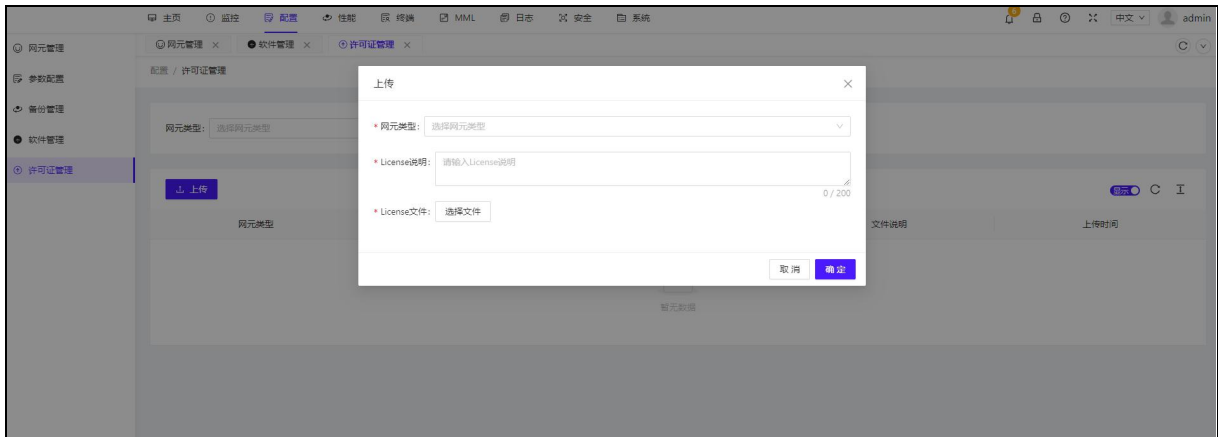 主页 监控 配置 性能 终端 MML 日志 安全 系统 中文 admin
网元管理 网元管理 软件管理 许可证管理
参数配置 配置 / 许可证管理
备份管理
软件管理
许可证管理
网元类型: 选择网元类型
上传
显示
网元类型 文件说明 上传时间
暂无数据
上传
* 网元类型: 选择网元类型
* License说明: 请输入License说明
0 / 200
* License文件: 选择文件
取消 确定